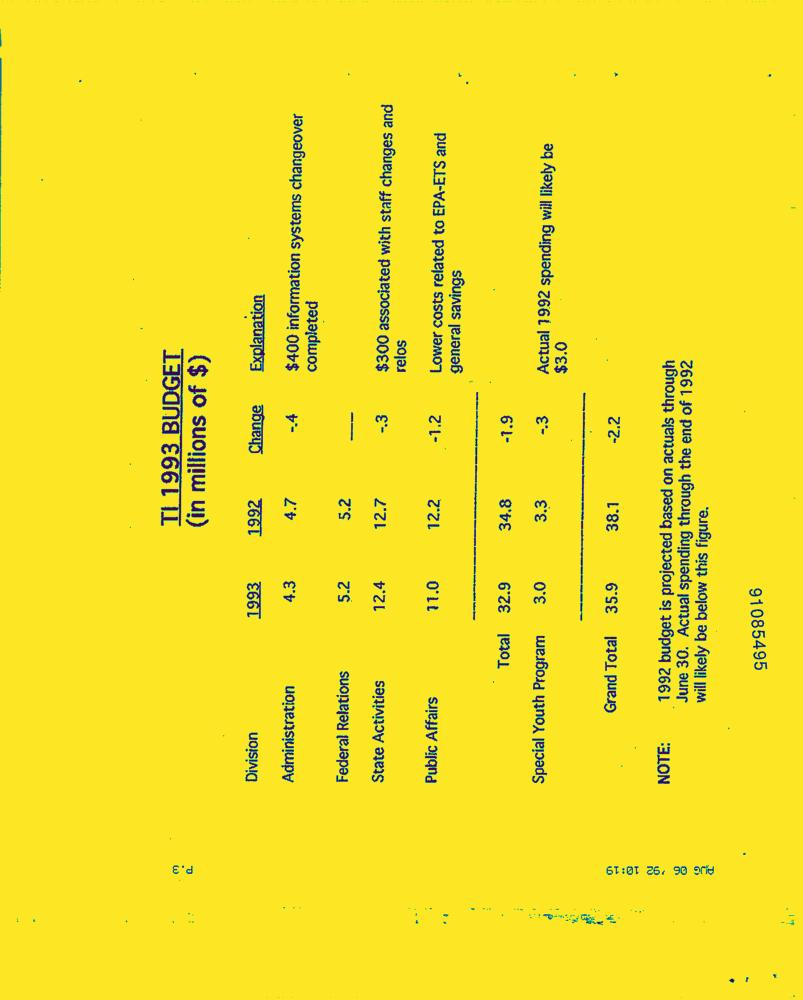 TI 1993 BUDGET
(in millions of $)
Division 1993 1992 Change Explanation
Administration 4.3 4.7 -.4 $400 information systems changeover
completed
Federal Relations 5.2 5.2 —
State Activities 12.4 12.7 -.3 $300 associated with staff changes and
relos
Public Affairs 11.0 12.2 -1.2 Lower costs related to EPA-ETS and
general savings
Total 32.9 34.8 -1.9
Special Youth Program 3.0 3.3 -.3 Actual 1992 spending will likely be
$3.0
Grand Total 35.9 38.1 -2.2
NOTE: 1992 budget is projected based on actuals through
June 30. Actual spending through the end of 1992
will likely be below this figure.
91085495
P.3
AUG 06 '92 10:19